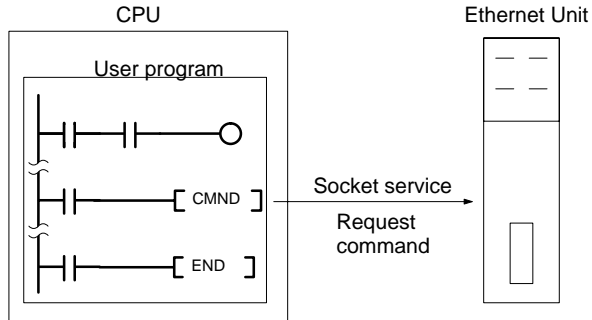 CPU
Ethernet Unit
User program
CMND
Socket service
Request
command
END